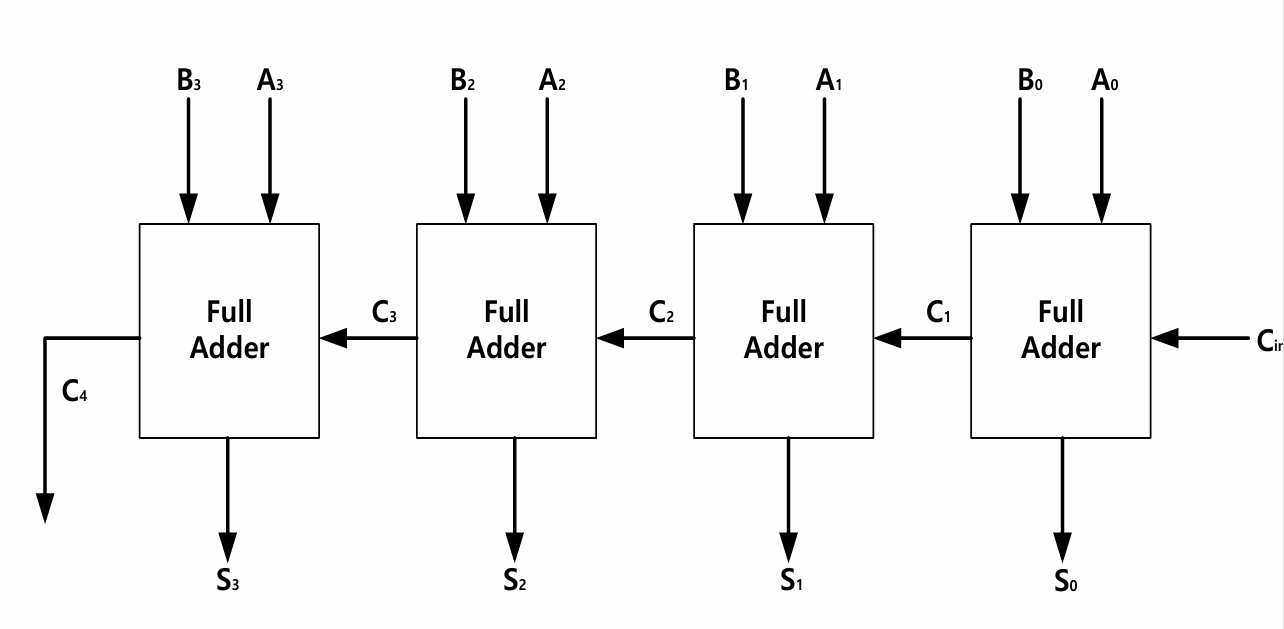 B3 A3 B2 A2 B1 A1 B0 A0
Full Adder
C3
Full Adder
C2
Full Adder
C1
Full Adder
Cin
C4
S3 S2 S1 S0